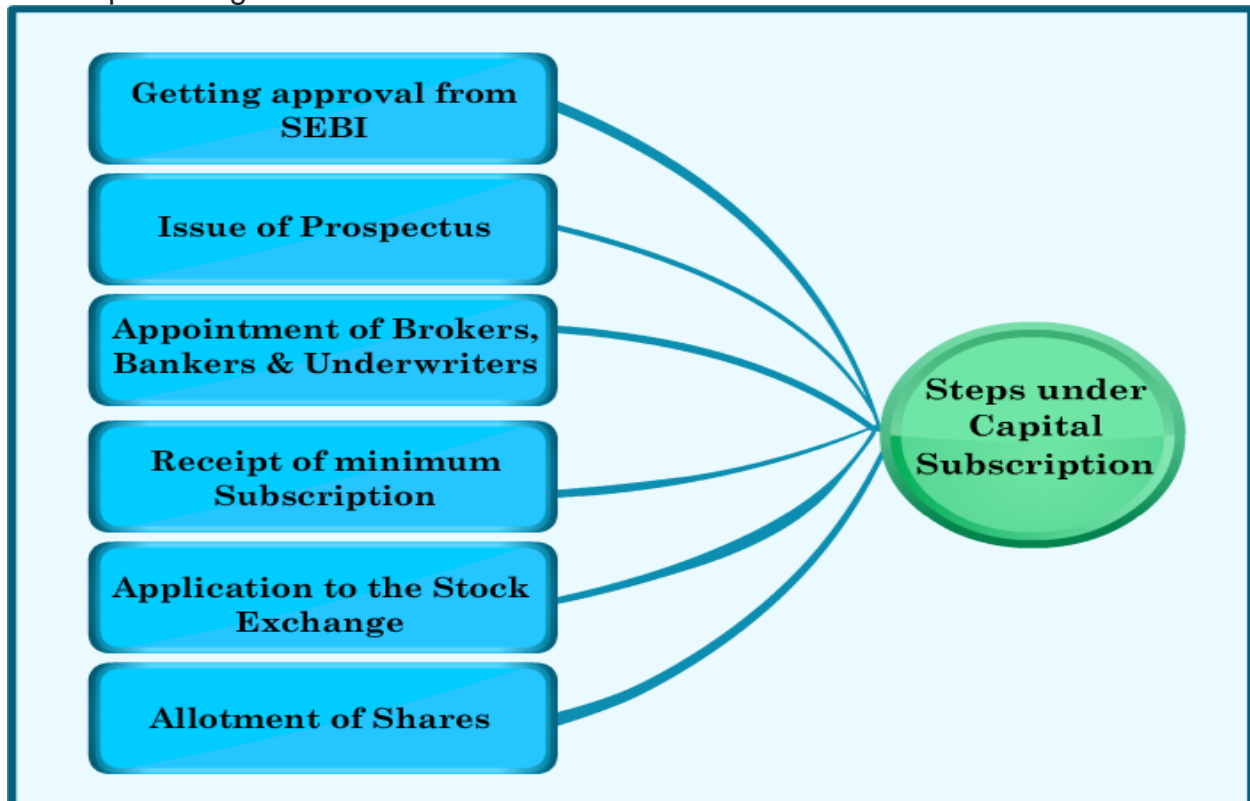 Getting approval from
SEBI
Issue of Prospectus
Appointment of Brokers,
Bankers & Underwriters
Receipt of minimum
Subscription
Application to the Stock
Exchange
Allotment of Shares
Steps under
Capital
Subscription